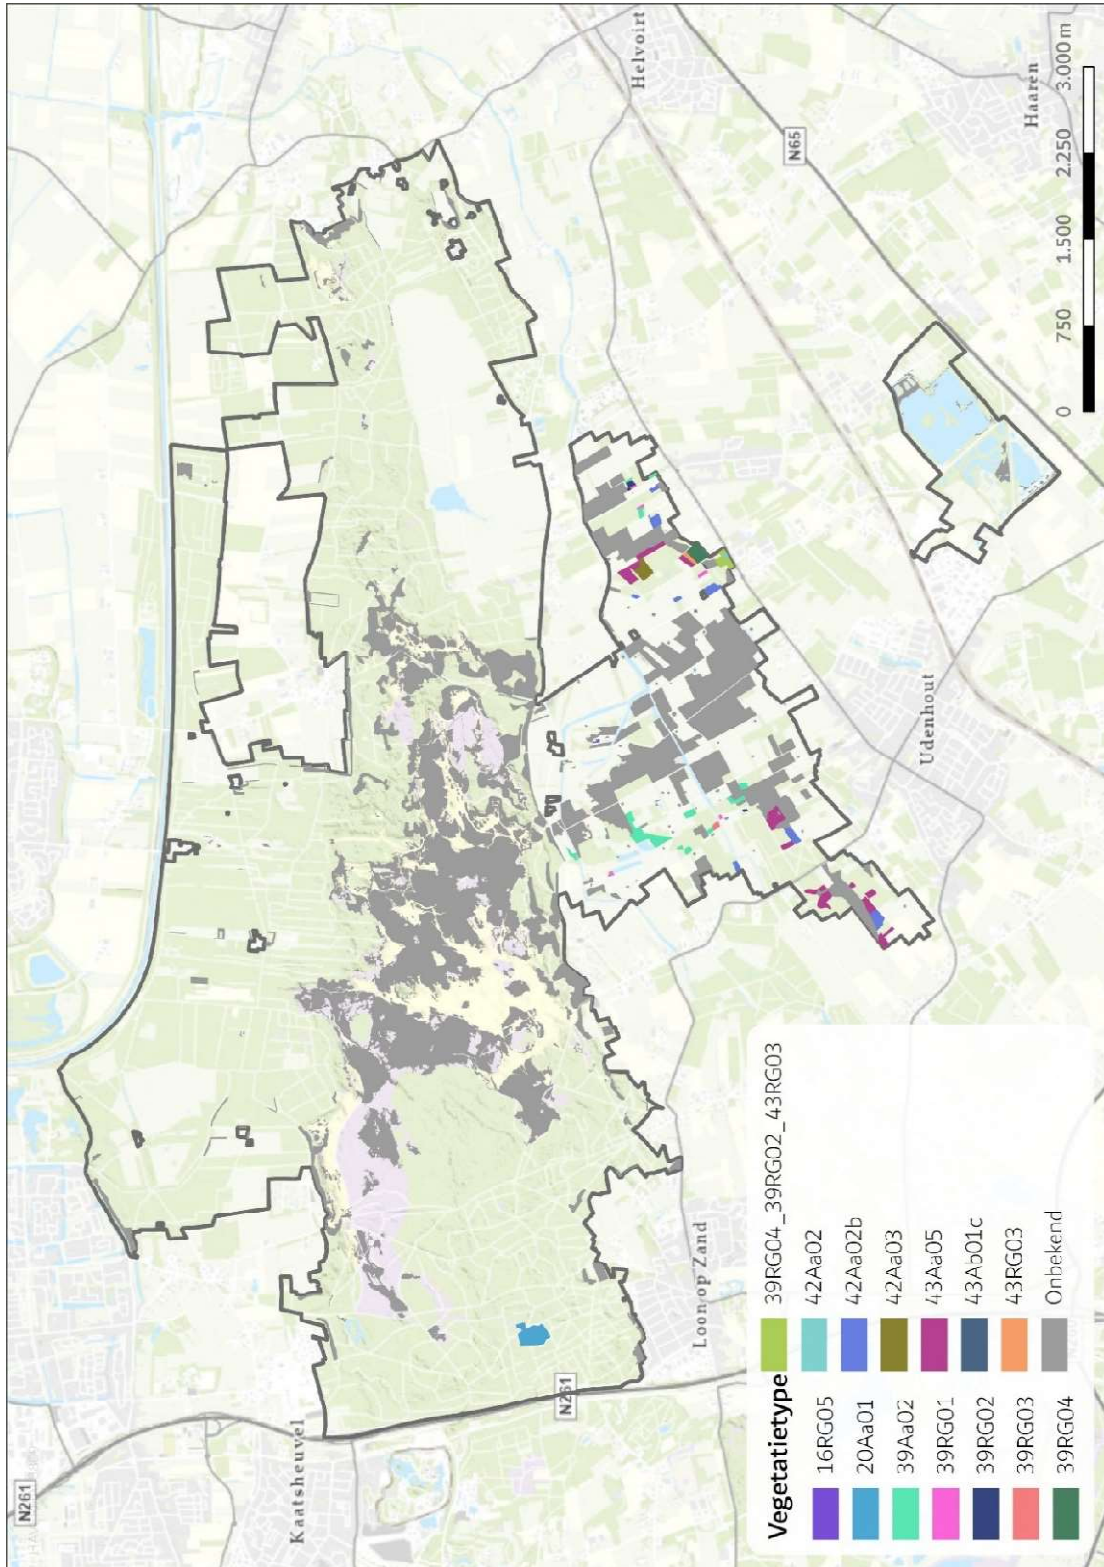 N261
Kaatsheuvel
N261
Loon op Zand
Udenhout
N65
Helvoirt
Haaren
0 750 1.500 2.250 3.000 m
Vegetatietype
16RG05
20Aa01
39Aa02
39RG01
39RG02
39RG03
39RG04
39RG04_39RG02_43RG03
42Aa02
42Aa02b
42Aa03
43Aa05
43Ab01c
43RG03
Onbekend